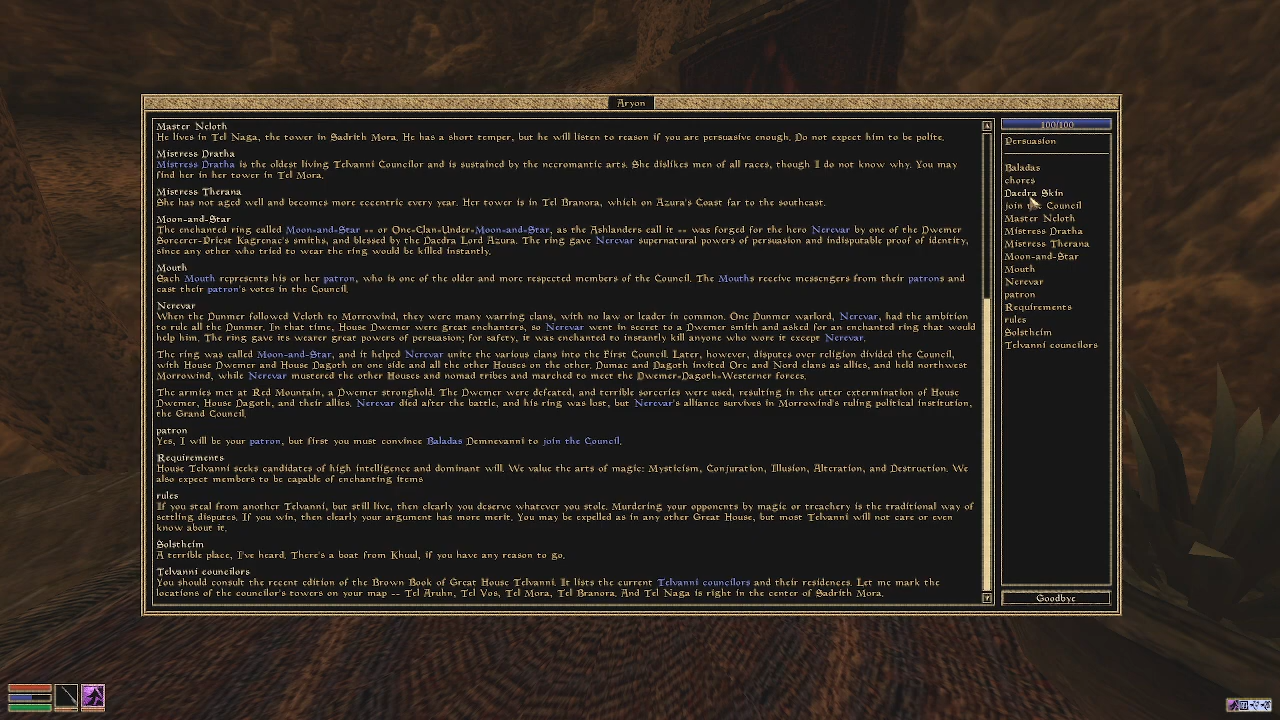 Aryon
Master Neloth
He lives in Tel Naga, the tower in Sadrith Mora. He has a short temper, but he will listen to reason if you are persuasive enough. Do not expect him to be polite.
Mistress Dratha
Mistress Dratha is the oldest living Telvanni Councilor and is sustained by the necromantic arts. She dislikes men of all races, though I do not know why. You may
find her in her tower in Tel Mora.
Mistress Therana
She has not aged well and becomes more eccentric every year. Her tower is in Tel Branora, which on Azura's Coast far to the southeast.
Moon-and-Star
The enchanted ring called Moon-and-Star -- or One-Clan-Under-Moon-and-Star, as the Ashlanders call it -- was forged for the hero Nerevar by one of the Dwemer
Sorcerer-Priest Kagrenac's smiths, and blessed by the Daedra Lord Azura. The ring gave Nerevar supernatural powers of persuasion and indisputable proof of identity,
since any other who tried to wear the ring would be killed instantly.
Mouth
Each Mouth represents his or her patron, who is one of the older and more respected members of the Council. The Mouths receive messengers from their patrons and
cast their patron's votes in the Council.
Nerevar
When the Dunmer followed Veloth to Morrowind, they were many warring clans, with no law or leader in common. One Dunmer warlord, Nerevar, had the ambition
to rule all the Dunmer. In that time, House Dwemer were great enchanters, so Nerevar went in secret to a Dwemer smith and asked for an enchanted ring that would
help him. The ring gave its wearer great powers of persuasion; for safety, it was enchanted to instantly kill anyone who wore it except Nerevar.
The ring was called Moon-and-Star, and it helped Nerevar unite the various clans into the First Council. Later, however, disputes over religion divided the Council,
with House Dwemer and House Dagoth on one side and all the other Houses on the other. Dumac and Dagoth invited Orc and Nord clans as allies, and held northwest
Morrowind, while Nerevar mustered the other Houses and nomad tribes and marched to meet the Dwemer-Dagoth-Westerner forces.
The armies met at Red Mountain, a Dwemer stronghold. The Dwemer were defeated, and terrible sorceries were used, resulting in the utter extermination of House
Dwemer, House Dagoth, and their allies. Nerevar died after the battle, and his ring was lost, but Nerevar's alliance survives in Morrowind's ruling political institution,
the Grand Council.
patron
Yes, I will be your patron, but first you must convince Baladas Demnevanni to join the Council.
Requirements
House Telvanni seeks candidates of high intelligence and dominant will. We value the arts of magic: Mysticism, Conjuration, Illusion, Alteration, and Destruction. We
also expect members to be capable of enchanting items
rules
If you steal from another Telvanni, but still live, then clearly you deserve whatever you stole. Murdering your opponents by magic or treachery is the traditional way of
settling disputes. If you win, then clearly your argument has more merit. You may be expelled as in any other Great House, but most Telvanni will not care or even
know about it.
Solstheim
A terrible place, I've heard. There's a boat from Khuul, if you have any reason to go.
Telvanni councilors
You should consult the recent edition of the Brown Book of Great House Telvanni. It lists the current Telvanni councilors and their residences. Let me mark the
locations of the councilor's towers on your map -- Tel Aruhn, Tel Vos, Tel Mora, Tel Branora. And Tel Naga is right in the center of Sadrith Mora.
100/100
Persuasion
Baladas
chores
Daedra Skin
join the Council
Master Neloth
Mistress Dratha
Mistress Therana
Moon-and-Star
Mouth
Nerevar
patron
Requirements
rules
Solstheim
Telvanni councilors
Goodbye